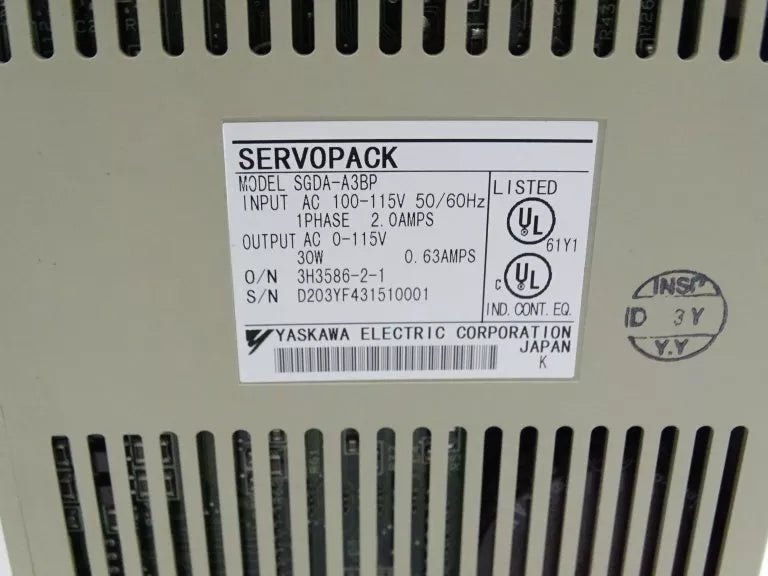 SERVOPACK
MODEL SGDA-A3BP
INPUT AC 100-115V 50/60Hz
1PHASE 2.0AMPS
OUTPUT AC 0-115V
30W 0.63AMPS
O/N 3H3586-2-1
S/N D203YF431510001
LISTED
UL
61Y1
c UL
IND. CONT. EQ.
YASKAWA ELECTRIC CORPORATION
JAPAN
K
INSP
ID 3Y
Y.Y